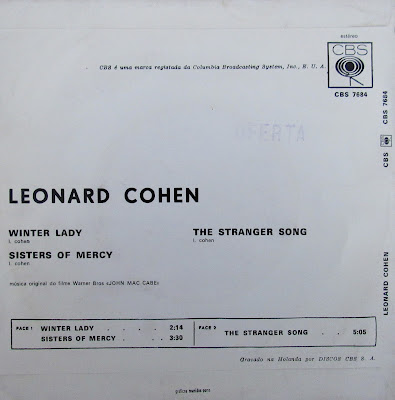 estéreo
CBS
CBS 7684
CBS é uma marca registada da Columbia Broadcasting System, Inc., E. U. A.
OFERTA
CBS 7684
CBS
LEONARD COHEN
LEONARD COHEN
WINTER LADY
l. cohen
SISTERS OF MERCY
l. cohen
THE STRANGER SONG
l. cohen
música original do filme Warner Bros «JOHN MAC CABE»
FACE 1 WINTER LADY . . . . 2:14
SISTERS OF MERCY . . . 3:30
FACE 2 THE STRANGER SONG . . 5:05
Gravado na Holanda por DISCOS CBS S. A.